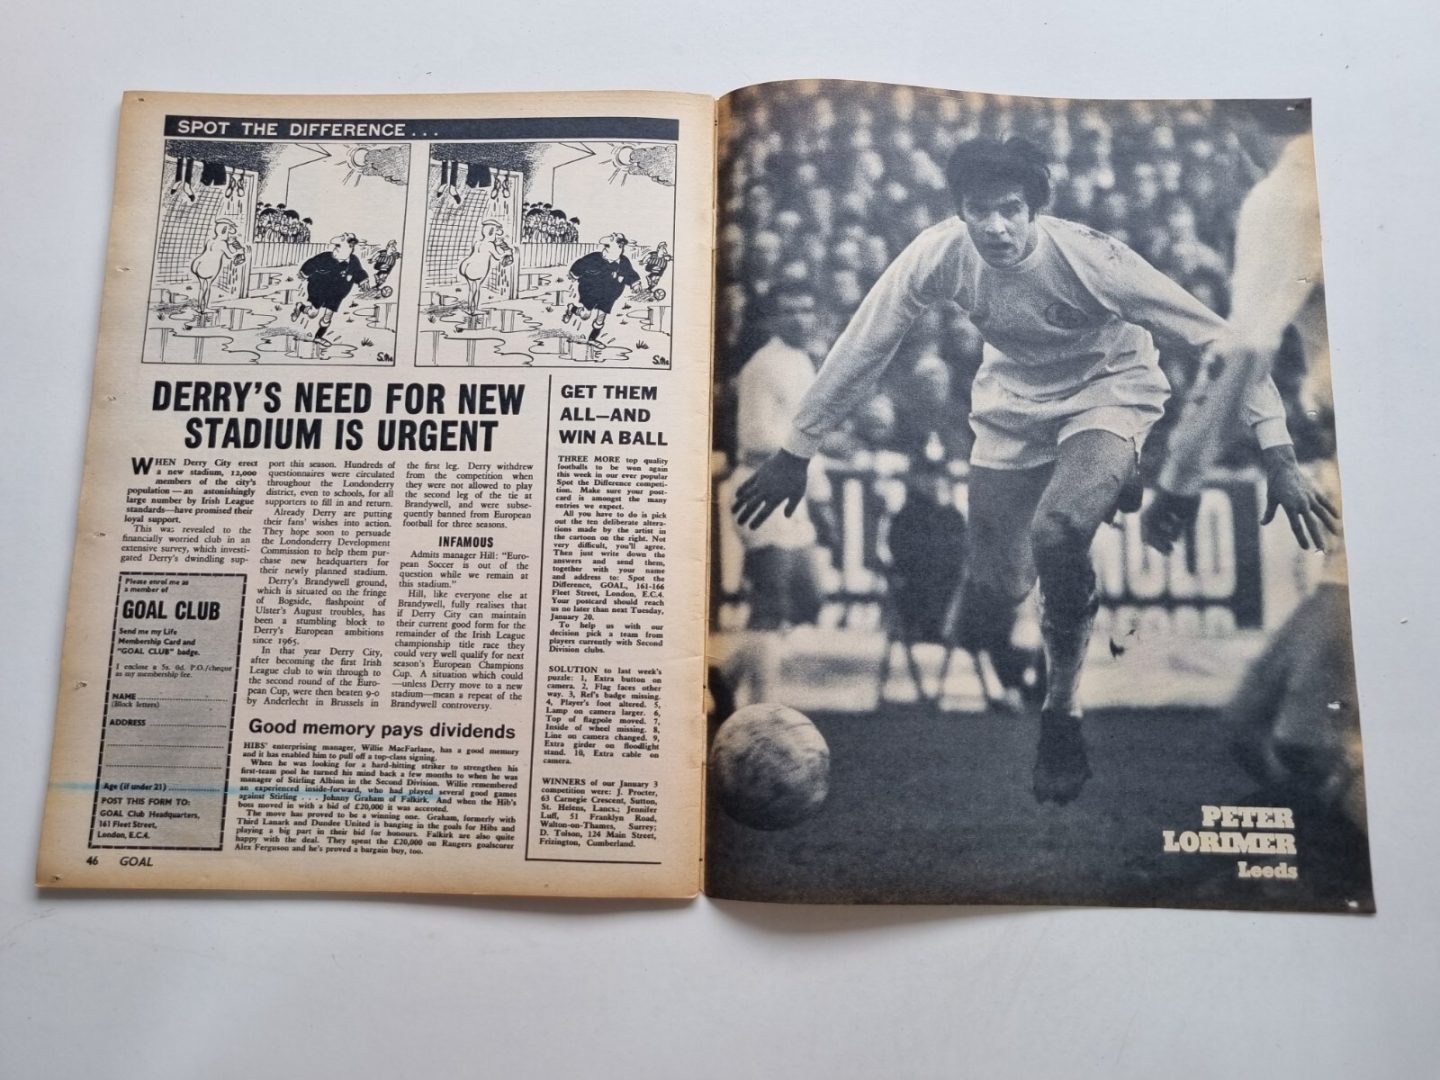 SPOT THE DIFFERENCE...
DERRY'S NEED FOR NEW
STADIUM IS URGENT
WHEN Derry City erect
a new stadium, 12,000
members of the city's
population — an astonishingly
large number by Irish League
standards—have promised their
loyal support.
This was revealed to the
financially worried club in an
extensive survey, which investi-
gated Derry's dwindling sup-
port this season. Hundreds of
questionnaires were circulated
throughout the Londonderry
district, even to schools, for all
supporters to fill in and return.
Already Derry are putting
their fans' wishes into action.
They hope soon to persuade
the Londonderry Development
Commission to help them pur-
chase new headquarters for
their newly planned stadium.
Derry's Brandywell ground,
which is situated on the fringe
of Bogside, flashpoint of
Ulster's August troubles, has
been a stumbling block to
Derry's European ambitions
since 1965.
In that year Derry City,
after becoming the first Irish
League club to win through to
the second round of the Euro-
pean Cup, were then beaten 9-0
by Anderlecht in Brussels in
the first leg. Derry withdrew
from the competition when
they were not allowed to play
the second leg of the tie at
Brandywell, and were subse-
quently banned from European
football for three seasons.
INFAMOUS
Admits manager Hill: "Euro-
pean Soccer is out of the
question while we remain at
this stadium."
Hill, like everyone else at
Brandywell, fully realises that
if Derry City can maintain
their current good form for the
remainder of the Irish League
championship title race they
could very well qualify for next
season's European Champions
Cup. A situation which could
—unless Derry move to a new
stadium—mean a repeat of the
Brandywell controversy.
Please enrol me as
a member of
GOAL CLUB
Send me my Life
Membership Card and
"GOAL CLUB" badge.
I enclose a 5s. 0d. P.O./cheque
as my membership fee.
NAME
(Block letters)
ADDRESS
Age (if under 21)
POST THIS FORM TO:
GOAL Club Headquarters,
161 Fleet Street,
London, E.C.4.
Good memory pays dividends
HIBS' enterprising manager, Willie MacFarlane, has a good memory
and it has enabled him to pull off a top-class signing.
When he was looking for a hard-hitting striker to strengthen his
first-team pool he turned his mind back a few months to when he was
manager of Stirling Albion in the Second Division. Willie remembered
an experienced inside-forward, who had played several good games
against Stirling . . . Johnny Graham of Falkirk. And when the Hib's
boss moved in with a bid of £20,000 it was accepted.
The move has proved to be a winning one. Graham, formerly with
Third Lanark and Dundee United is banging in the goals for Hibs and
playing a big part in their bid for honours. Falkirk are also quite
happy with the deal. They spent the £20,000 on Rangers goalscorer
Alex Ferguson and he's proved a bargain buy, too.
GET THEM
ALL—AND
WIN A BALL
THREE MORE top quality
footballs to be won again
this week in our ever popular
Spot the Difference competi-
tion. Make sure your post-
card is amongst the many
entries we expect.
All you have to do is pick
out the ten deliberate altera-
tions made by the artist in
the cartoon on the right. Not
very difficult, you'll agree.
Then just write down the
answers and send them,
together with your name
and address to: Spot the
Difference, GOAL, 161-166
Fleet Street, London, E.C.4.
Your postcard should reach
us no later than next Tuesday,
January 20.
To help us with our
decision pick a team from
players currently with Second
Division clubs.
SOLUTION to last week's
puzzle: 1, Extra button on
camera. 2, Flag faces other
way. 3, Ref's badge missing.
4, Player's foot altered. 5,
Lamp on camera larger. 6,
Top of flagpole moved. 7,
Inside of wheel missing. 8,
Line on camera changed. 9,
Extra girder on floodlight
stand. 10, Extra cable on
camera.
WINNERS of our January 3
competition were: J. Procter,
63 Carnegie Crescent, Sutton,
St. Helens, Lancs.; Jennifer
Luff, 51 Franklyn Road,
Walton-on-Thames, Surrey;
D. Tolson, 124 Main Street,
Frizington, Cumberland.
46 GOAL
PETER
LORIMER
Leeds